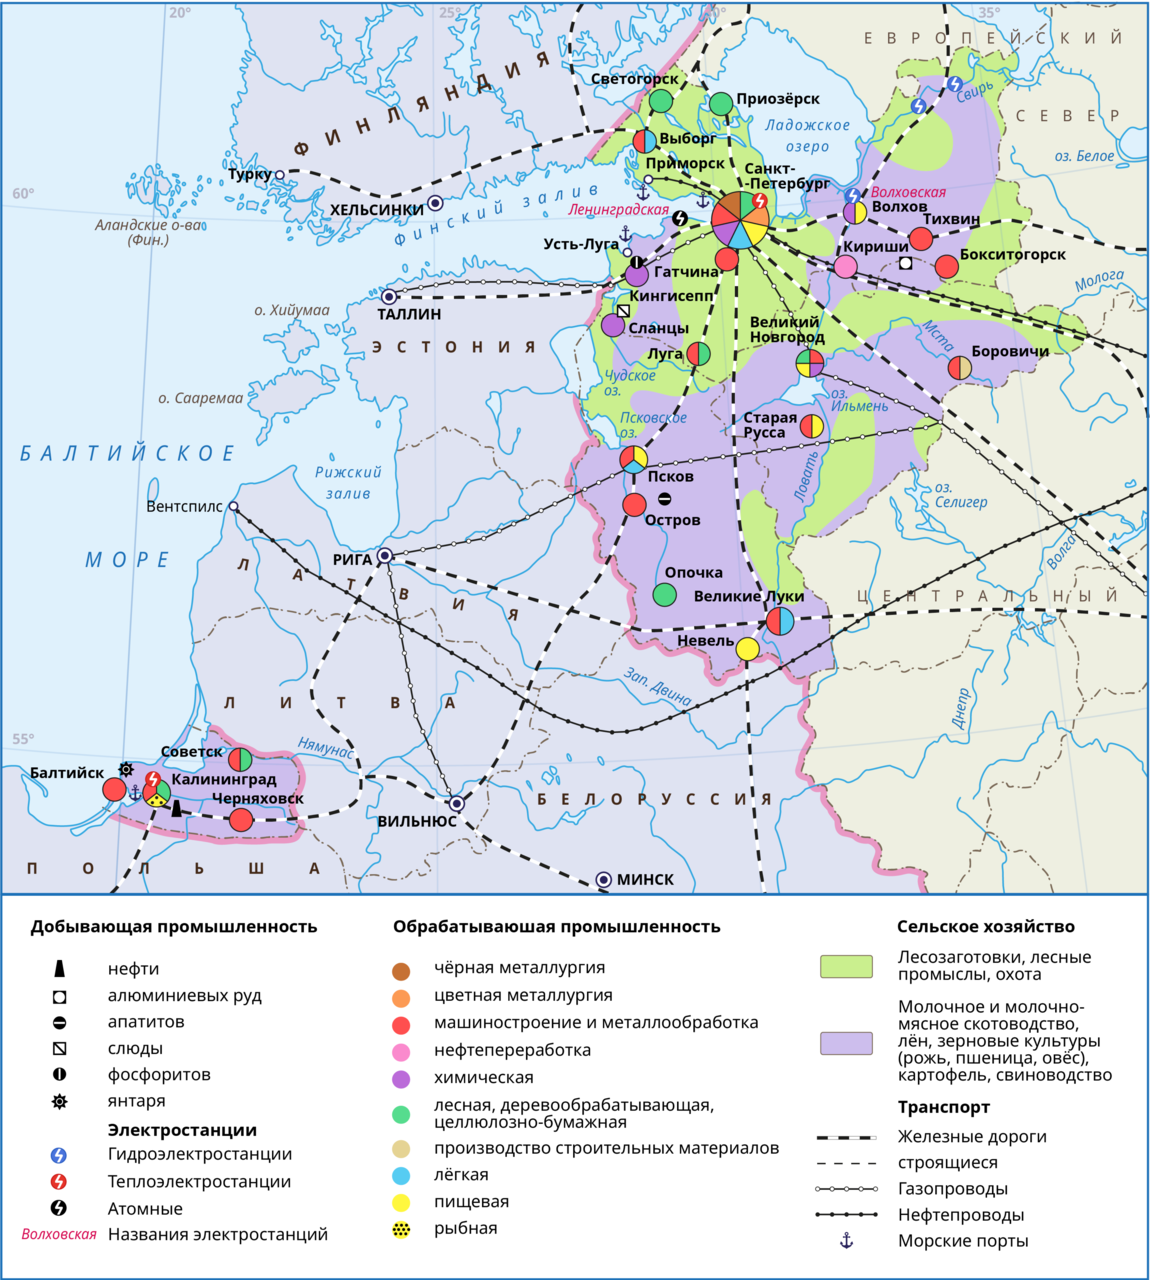 20°
25°
30°
35°
ЕВРОПЕЙСКИЙ
СЕВЕР
ФИНЛЯНДИЯ
Светогорск
Приозёрск
Свирь
Ладожское
озеро
оз. Белое
Выборг
Приморск
Санкт-
-Петербург
Турку
60°
ХЕЛЬСИНКИ
Финский залив
Ленинградская
Волховская
Волхов
Тихвин
Аландские о-ва
(Фин.)
Усть-Луга
Кириши
Бокситогорск
Гатчина
Молога
Кингисепп
ТАЛЛИН
о. Хийумаа
Сланцы
Великий
Новгород
Мста
ЭСТОНИЯ
Луга
Боровичи
Чудское
оз.
оз.
Ильмень
о. Сааремаа
Псковское
оз.
Старая
Русса
БАЛТИЙСКОЕ
МОРЕ
Рижский
залив
Псков
Ловать
оз.
Селигер
Вентспилс
Остров
Волга
РИГА
ЛАТВИЯ
Опочка
Великие Луки
ЦЕНТРАЛЬНЫЙ
Невель
Зап. Двина
Днепр
ЛИТВА
55°
Советск
Нямунас
Балтийск
Калининград
Черняховск
ВИЛЬНЮС
БЕЛОРУССИЯ
ПОЛЬША
МИНСК
Добывающая промышленность
нефти
алюминиевых руд
апатитов
слюды
фосфоритов
янтаря
Электростанции
Гидроэлектростанции
Теплоэлектростанции
Атомные
Волховская Названия электростанций
Обрабатываюшая промышленность
чёрная металлургия
цветная металлургия
машиностроение и металлообработка
нефтепереработка
химическая
лесная, деревообрабатывающая,
целлюлозно-бумажная
производство строительных материалов
лёгкая
пищевая
рыбная
Сельское хозяйство
Лесозаготовки, лесные
промыслы, охота
Молочное и молочно-
мясное скотоводство,
лён, зерновые культуры
(рожь, пшеница, овёс),
картофель, свиноводство
Транспорт
Железные дороги
строящиеся
Газопроводы
Нефтепроводы
Морские порты